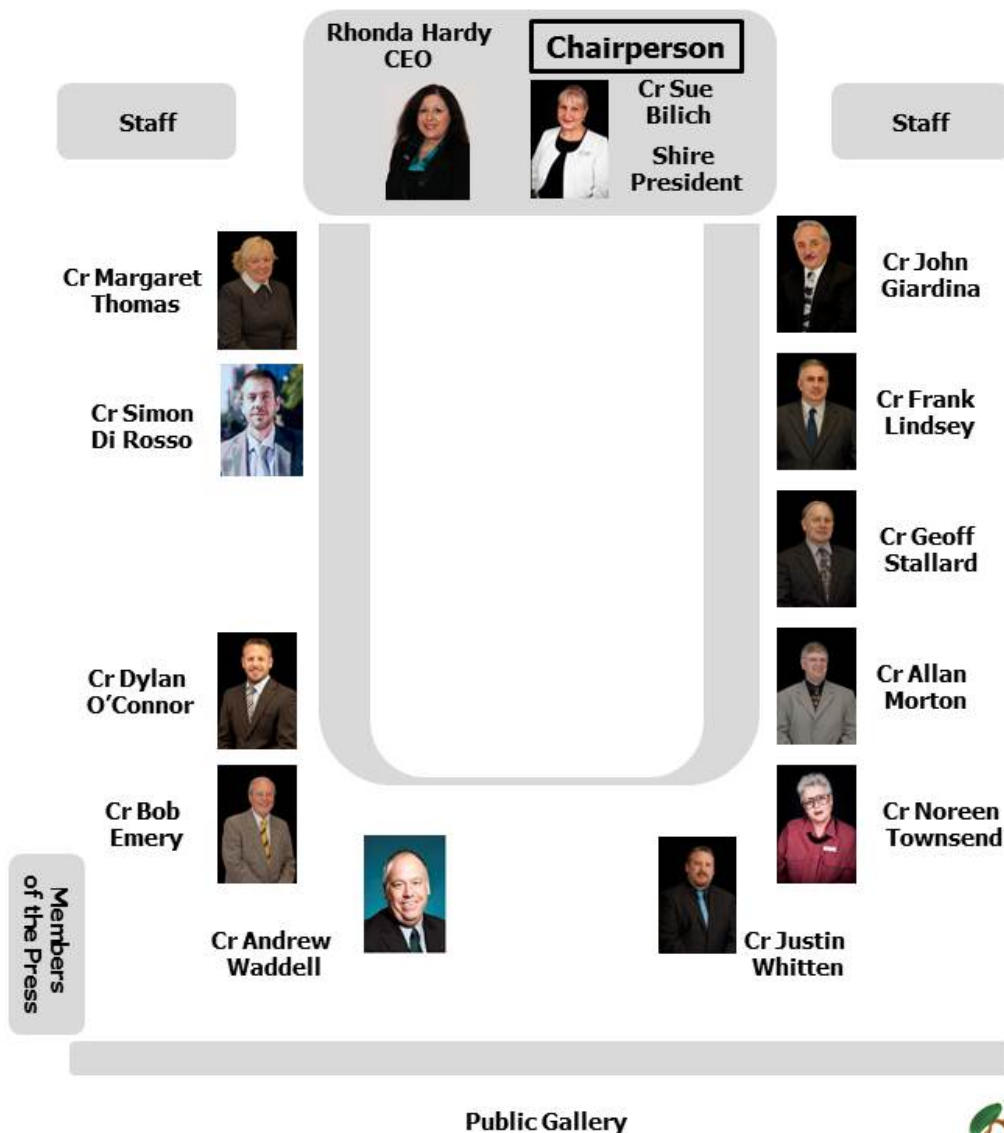 Rhonda Hardy
CEO
Chairperson
Cr Sue
Bilich
Shire
President
Staff
Staff
Cr Margaret
Thomas
Cr John
Giardina
Cr Simon
Di Rosso
Cr Frank
Lindsey
Cr Geoff
Stallard
Cr Dylan
O’Connor
Cr Allan
Morton
Cr Bob
Emery
Cr Noreen
Townsend
Members
of the Press
Cr Andrew
Waddell
Cr Justin
Whitten
Public Gallery